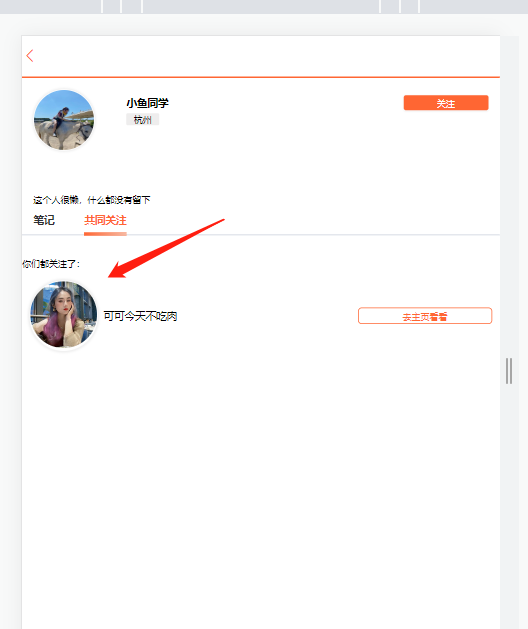 小鱼同学
关注
杭州
这个人很懒，什么都没有留下
笔记
共同关注
你们都关注了：
可可今天不吃肉
去主页看看